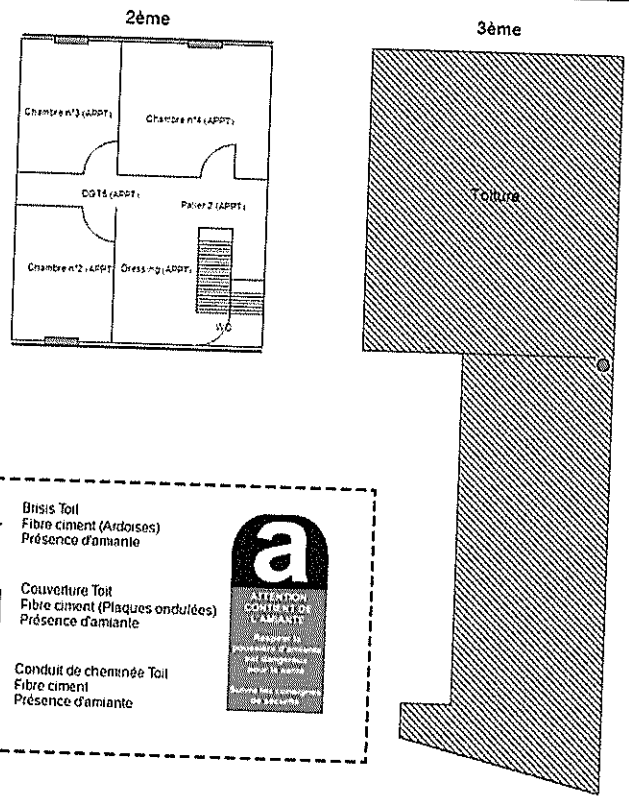 2ème
3ème
Chambre n°3 (APPT)
Chambre n°4 (APPT)
Toiture
DGT5 (APPT)
Palier 2 (APPT)
Chambre n°2 (APPT)
Dressing (APPT)
WC
Brisis Toit
Fibre ciment (Ardoises)
Présence d'amiante
Couverture Toit
Fibre ciment (Plaques ondulées)
Présence d'amiante
Conduit de cheminée Toit
Fibre ciment
Présence d'amiante
a
ATTENTION
CONTIENT DE
L'AMIANTE